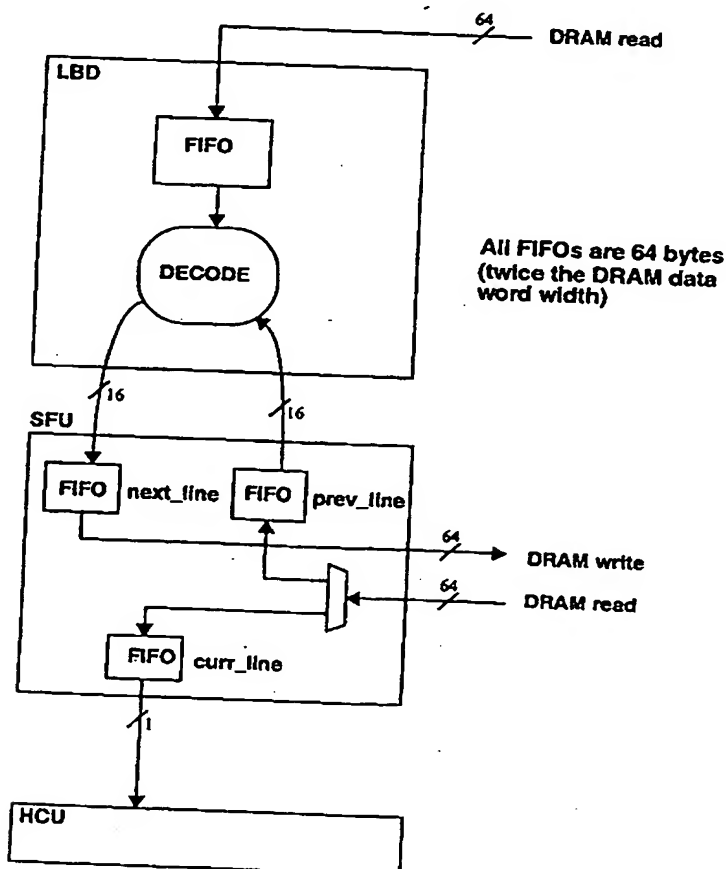 64
DRAM read
LBD
FIFO
DECODE
All FIFOs are 64 bytes
(twice the DRAM data
word width)
16
16
SFU
FIFO next_line
FIFO prev_line
64
DRAM write
64
DRAM read
FIFO curr_line
1
HCU